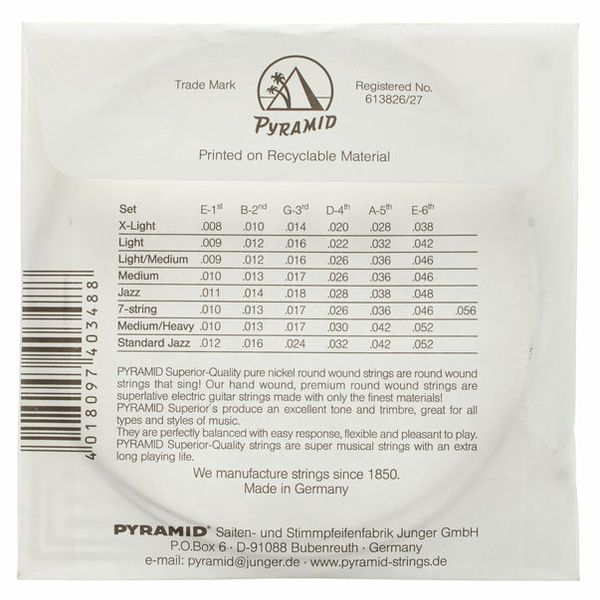 Trade Mark
Registered No.
613826/27
PYRAMID
Printed on Recyclable Material
Set E-1st B-2nd G-3rd D-4th A-5th E-6th
X-Light .008 .010 .014 .020 .028 .038
Light .009 .012 .016 .022 .032 .042
Light/Medium .009 .012 .016 .026 .036 .046
Medium .010 .013 .017 .026 .036 .046
Jazz .011 .014 .018 .028 .038 .048
7-string .010 .013 .017 .026 .036 .046 .056
Medium/Heavy .010 .013 .017 .030 .042 .052
Standard Jazz .012 .016 .024 .032 .042 .052
PYRAMID Superior-Quality pure nickel round wound strings are round wound
strings that sing! Our hand wound, premium round wound strings are
superlative electric guitar strings made with only the finest materials!
PYRAMID Superior´s produce an excellent tone and trimbre, great for all
types and styles of music.
They are perfectly balanced with easy response, flexible and pleasant to play.
PYRAMID Superior-Quality strings are super musical strings with an extra
long playing life.
We manufacture strings since 1850.
Made in Germany
4 018097 403488
PYRAMID® Saiten- und Stimmpfeifenfabrik Junger GmbH
P.O.Box 6 · D-91088 Bubenreuth · Germany
e-mail: pyramid@junger.de · www.pyramid-strings.de